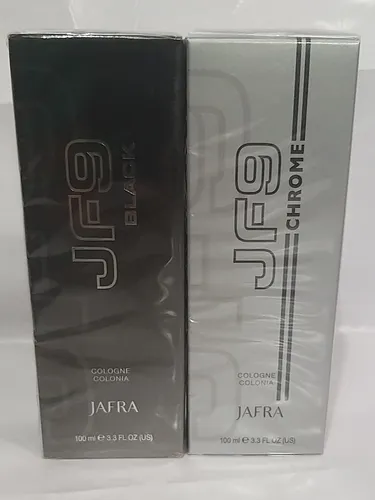 JF9
BLACK
COLOGNE
COLONIA
JAFRA
100 ml ℮ 3.3 FL OZ (US)
JF9
CHROME
COLOGNE
COLONIA
JAFRA
100 ml ℮ 3.3 FL OZ (US)